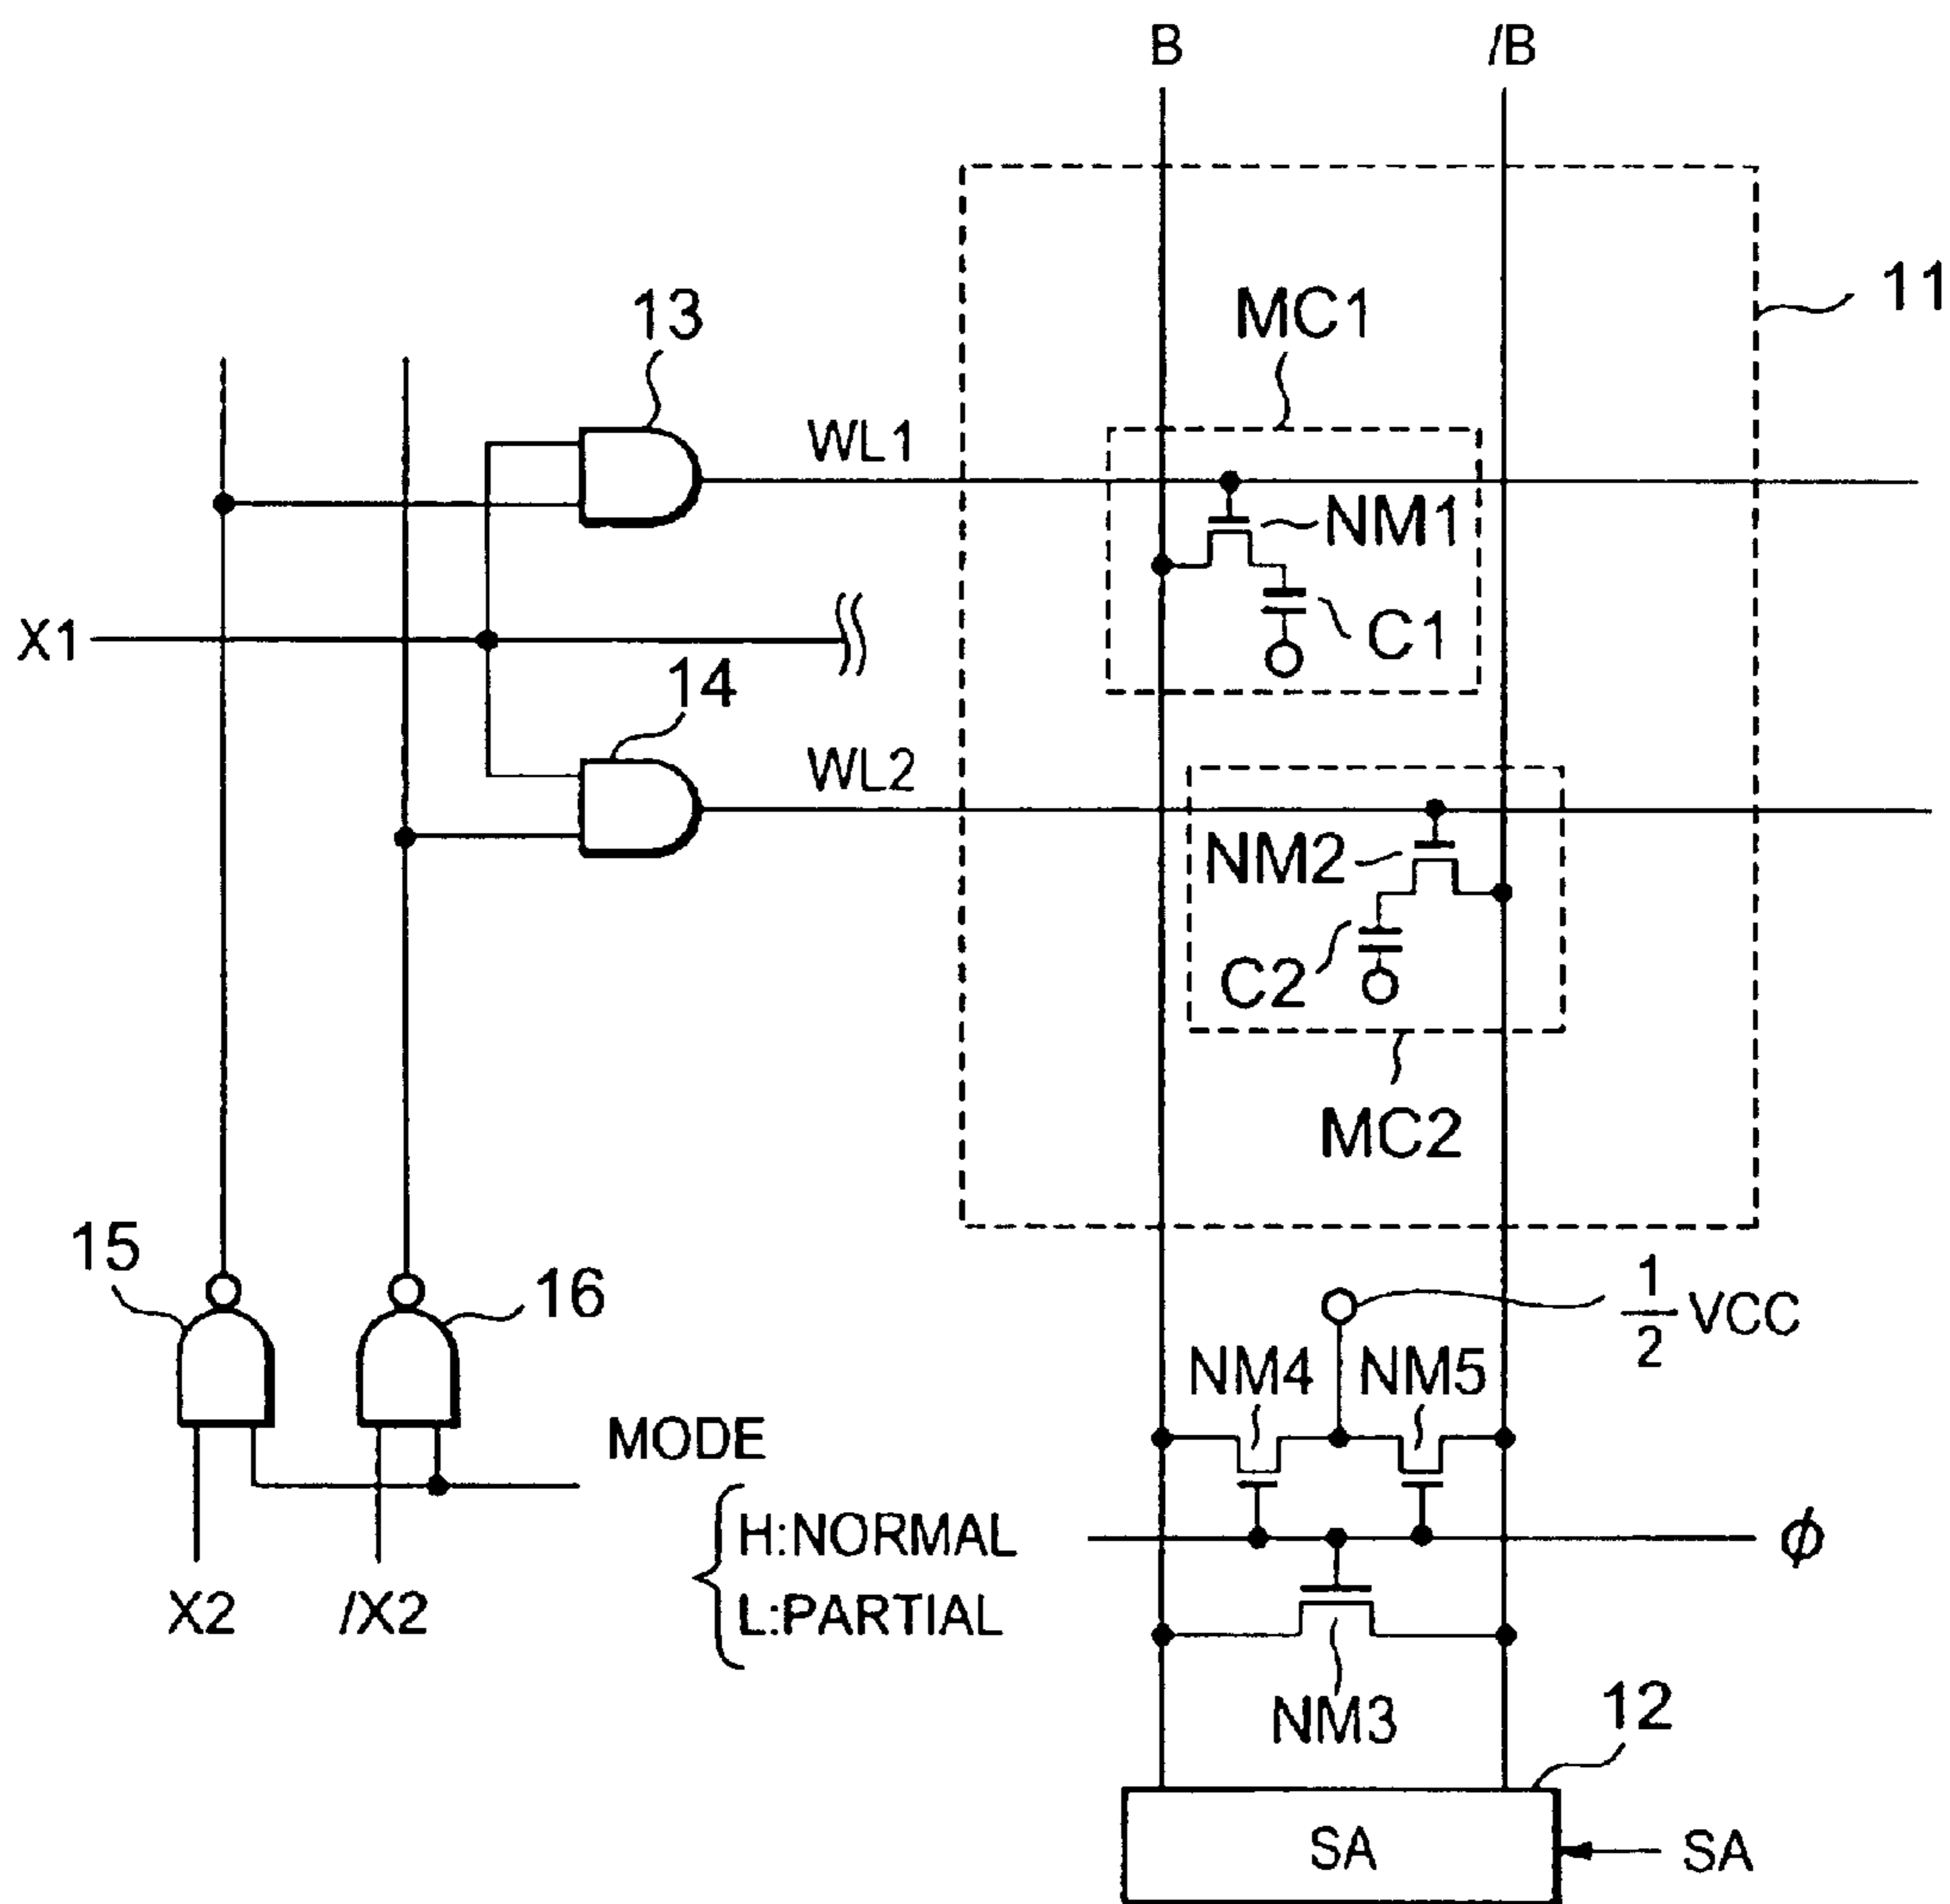 B
/B
11
MC1
13
WL1
NM1
C1
X1
14
WL2
NM2
C2
MC2
15
16
1/2 VCC
NM4
NM5
MODE
H:NORMAL
L:PARTIAL
ϕ
X2
/X2
NM3
12
SA
SA